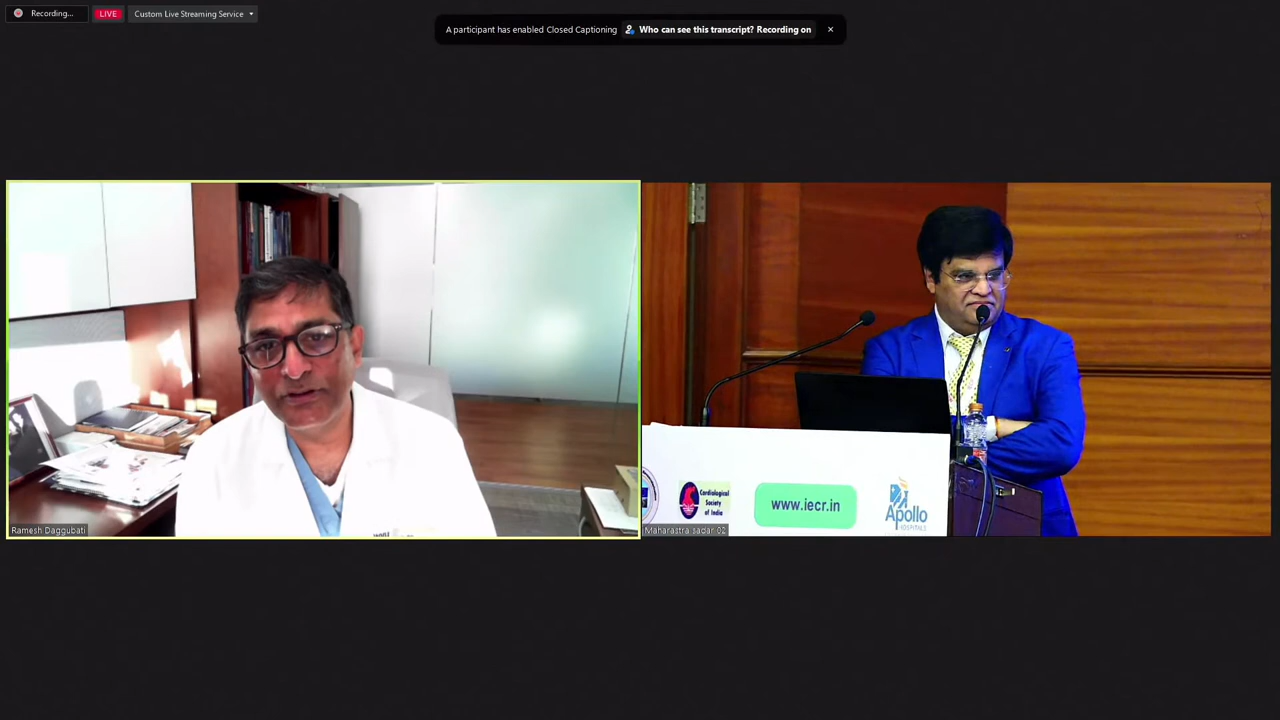 Recording...
LIVE
Custom Live Streaming Service
A participant has enabled Closed Captioning
Who can see this transcript? Recording on
Ramesh Daggubati
Cardiological
Society
of India
www.iecr.in
Apollo
HOSPITALS
Maharastra sadar 02